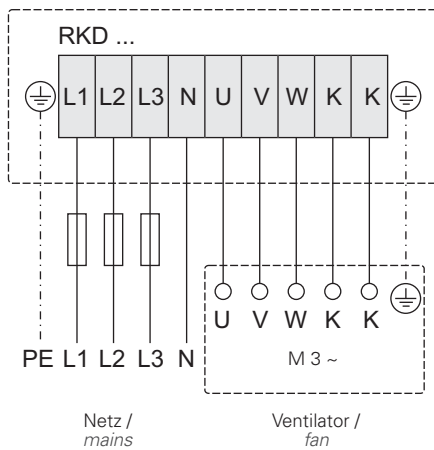 RKD ...
L1 L2 L3 N U V W K K
U V W K K
M 3 ~
PE L1 L2 L3 N
Netz / Ventilator /
mains fan